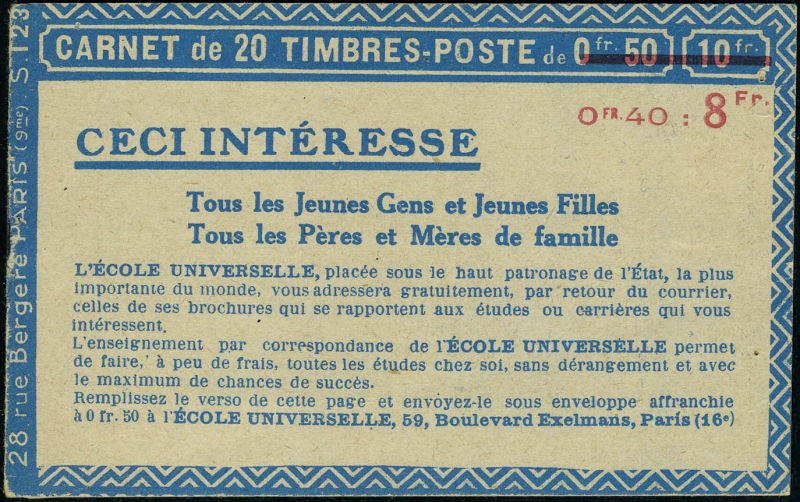 CARNET de 20 TIMBRES-POSTE de 0 fr. 50 10 fr.
0 FR. 40 : 8 Fr.
CECI INTÉRESSE
Tous les Jeunes Gens et Jeunes Filles
Tous les Pères et Mères de famille
L'ÉCOLE UNIVERSELLE, placée sous le haut patronage de l'État, la plus
importante du monde, vous adressera gratuitement, par retour du courrier,
celles de ses brochures qui se rapportent aux études ou carrières qui vous
intéressent.
L'enseignement par correspondance de l'ÉCOLE UNIVERSELLE permet
de faire, à peu de frais, toutes les études chez soi, sans dérangement et avec
le maximum de chances de succès.
Remplissez le verso de cette page et envoyez-le sous enveloppe affranchie
à 0 fr. 50 à l'ÉCOLE UNIVERSELLE, 59, Boulevard Exelmans, Paris (16e)
28 rue Bergère PARIS (9me). S.123